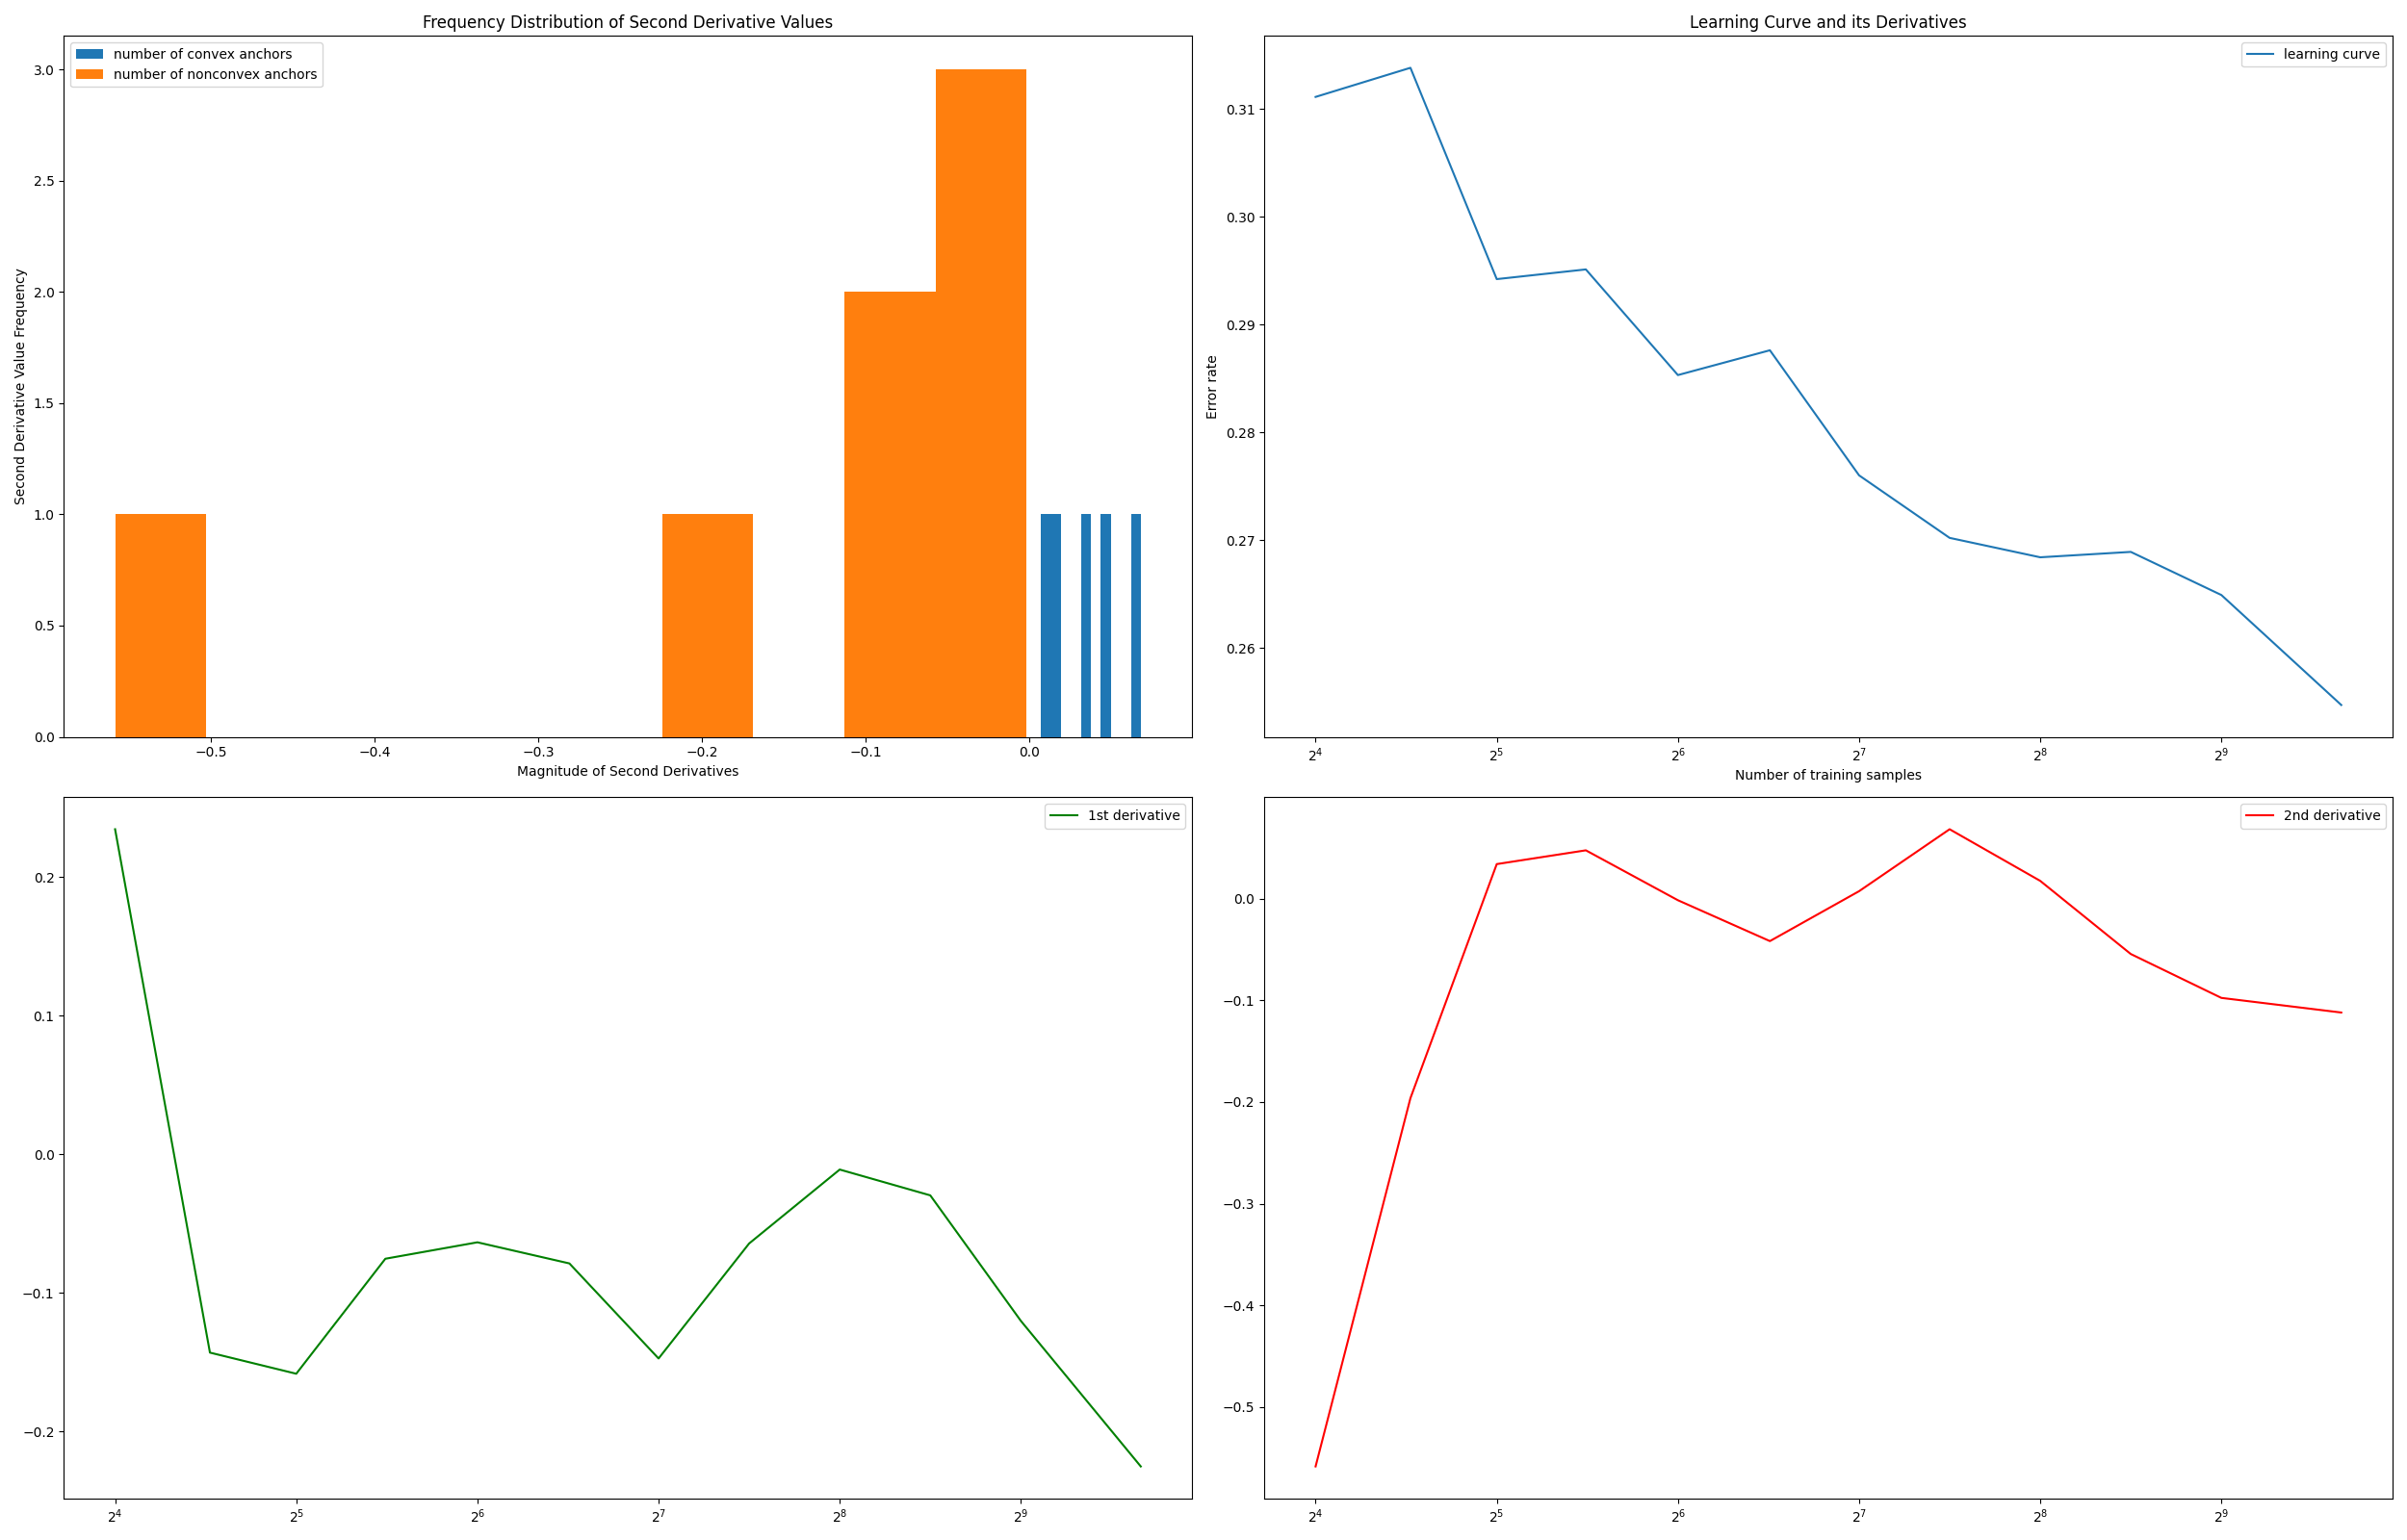 Frequency Distribution of Second Derivative Values
number of convex anchors
number of nonconvex anchors
3.0
2.5
2.0
1.5
1.0
0.5
0.0
Second Derivative Value Frequency
−0.5 −0.4 −0.3 −0.2 −0.1 0.0
Magnitude of Second Derivatives
Learning Curve and its Derivatives
learning curve
0.31
0.30
0.29
0.28
0.27
0.26
Error rate
2⁴ 2⁵ 2⁶ 2⁷ 2⁸ 2⁹
Number of training samples
1st derivative
0.2
0.1
0.0
−0.1
−0.2
2⁴ 2⁵ 2⁶ 2⁷ 2⁸ 2⁹
2nd derivative
0.0
−0.1
−0.2
−0.3
−0.4
−0.5
2⁴ 2⁵ 2⁶ 2⁷ 2⁸ 2⁹